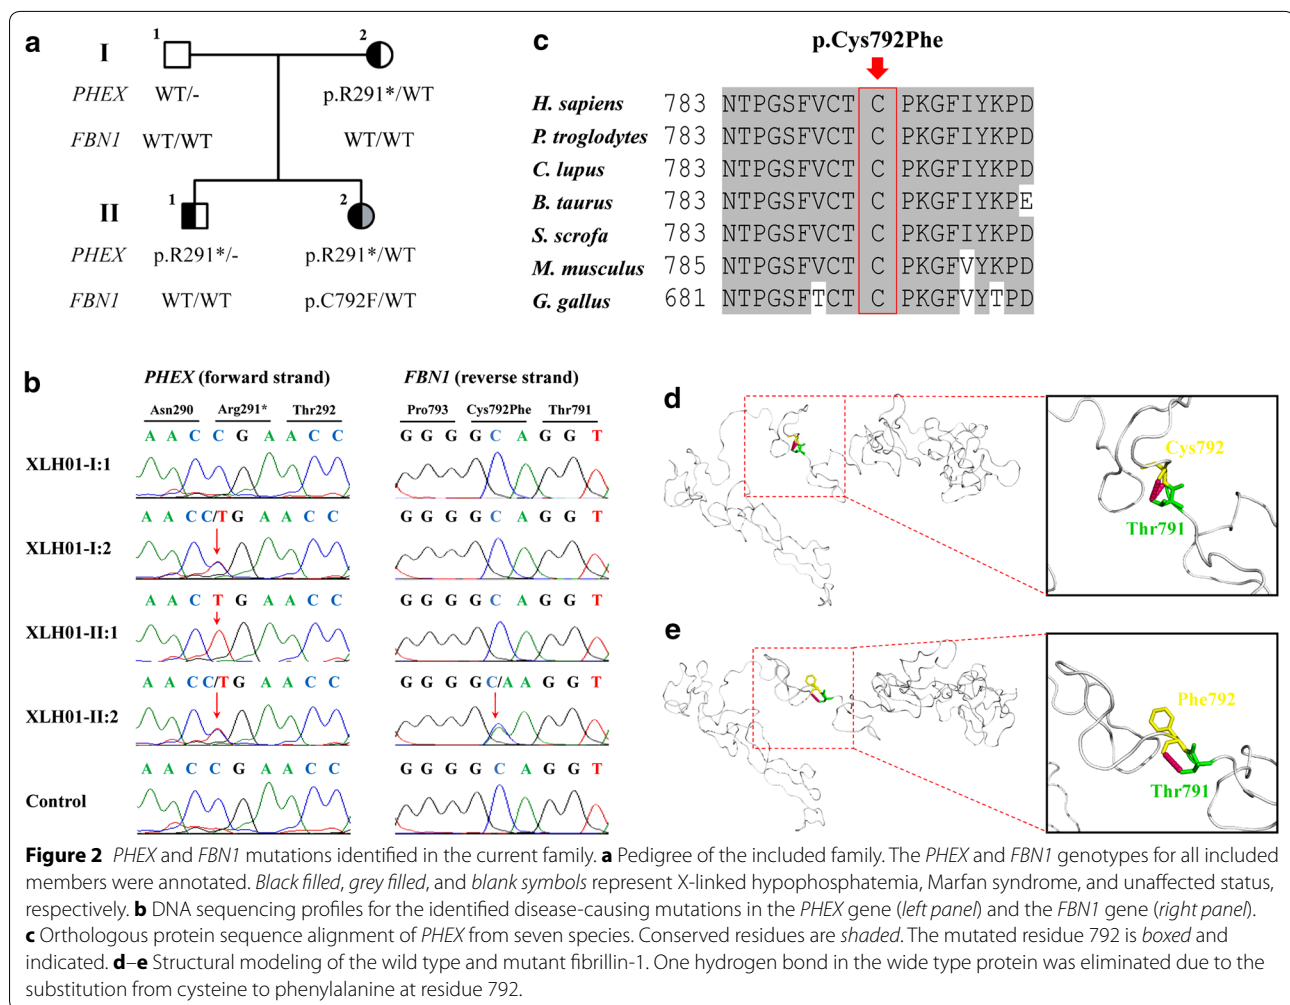 a
1
2
I
PHEX WT/- p.R291*/WT
FBN1 WT/WT WT/WT
1
2
II
PHEX p.R291*/- p.R291*/WT
FBN1 WT/WT p.C792F/WT
c
p.Cys792Phe
H. sapiens 783 NTPGSFVCT C PKGFIYKPD
P. troglodytes 783 NTPGSFVCT C PKGFIYKPD
C. lupus 783 NTPGSFVCT C PKGFIYKPD
B. taurus 783 NTPGSFVCT C PKGFIYKPE
S. scrofa 783 NTPGSFVCT C PKGFIYKPD
M. musculus 785 NTPGSFVCT C PKGFVYKPD
G. gallus 681 NTPGSFTCT C PKGFVYTPD
b
PHEX (forward strand) FBN1 (reverse strand)
Asn290 Arg291* Thr292 Pro793 Cys792Phe Thr791
A A C C G A A C C G G G G C A G G T
XLH01-I:1
A A C C/T G A A C C G G G G C A G G T
XLH01-I:2
A A C T G A A C C G G G G C A G G T
XLH01-II:1
A A C C/T G A A C C G G G G C/A A G G T
XLH01-II:2
A A C C G A A C C G G G G C A G G T
Control
d
Cys792
Thr791
e
Phe792
Thr791
Figure 2 PHEX and FBN1 mutations identified in the current family. a Pedigree of the included family. The PHEX and FBN1 genotypes for all included
members were annotated. Black filled, grey filled, and blank symbols represent X-linked hypophosphatemia, Marfan syndrome, and unaffected status,
respectively. b DNA sequencing profiles for the identified disease-causing mutations in the PHEX gene (left panel) and the FBN1 gene (right panel).
c Orthologous protein sequence alignment of PHEX from seven species. Conserved residues are shaded. The mutated residue 792 is boxed and
indicated. d–e Structural modeling of the wild type and mutant fibrillin-1. One hydrogen bond in the wide type protein was eliminated due to the
substitution from cysteine to phenylalanine at residue 792.